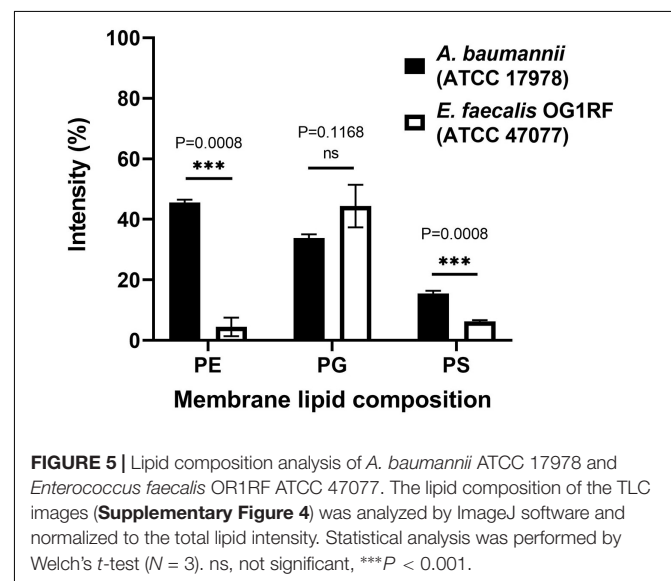 100
80
60
40
20
0
Intensity (%)
A. baumannii
(ATCC 17978)
E. faecalis OG1RF
(ATCC 47077)
P=0.0008
***
P=0.1168
ns
P=0.0008
***
PE
PG
PS
Membrane lipid composition
FIGURE 5 | Lipid composition analysis of A. baumannii ATCC 17978 and
Enterococcus faecalis OR1RF ATCC 47077. The lipid composition of the TLC
images (Supplementary Figure 4) was analyzed by ImageJ software and
normalized to the total lipid intensity. Statistical analysis was performed by
Welch's t-test (N = 3). ns, not significant, ***P < 0.001.